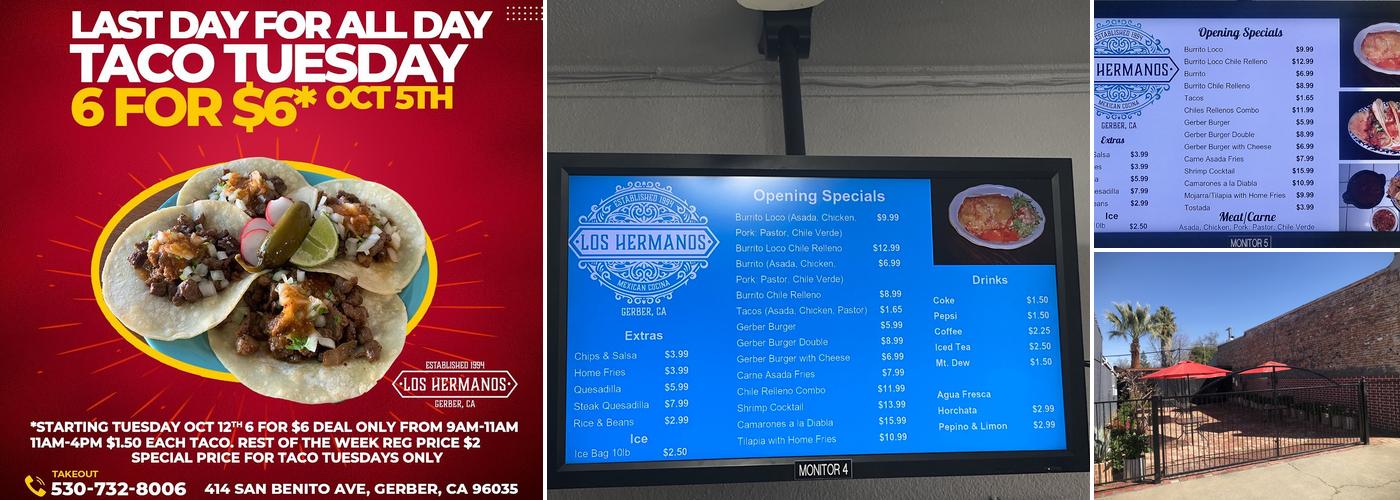 LAST DAY FOR ALL DAY
TACO TUESDAY
6 FOR $6* OCT 5TH
ESTABLISHED 1994
LOS HERMANOS
GERBER, CA
*STARTING TUESDAY OCT 12TH 6 FOR $6 DEAL ONLY FROM 9AM-11AM
11AM-4PM $1.50 EACH TACO. REST OF THE WEEK REG PRICE $2
SPECIAL PRICE FOR TACO TUESDAYS ONLY
TAKEOUT
530-732-8006 414 SAN BENITO AVE, GERBER, CA 96035
ESTABLISHED 1994
LOS HERMANOS
MEXICAN COCINA
GERBER, CA
Extras
Chips & Salsa $3.99
Home Fries $3.99
Quesadilla $5.99
Steak Quesadilla $7.99
Rice & Beans $2.99
Ice
Ice Bag 10lb $2.50
Opening Specials
Burrito Loco (Asada, Chicken, $9.99
Pork: Pastor, Chile Verde)
Burrito Loco Chile Relleno $12.99
Burrito (Asada, Chicken, $6.99
Pork: Pastor, Chile Verde)
Burrito Chile Relleno $8.99
Tacos (Asada, Chicken, Pastor) $1.65
Gerber Burger $5.99
Gerber Burger Double $8.99
Gerber Burger with Cheese $6.99
Carne Asada Fries $7.99
Chile Relleno Combo $11.99
Shrimp Cocktail $13.99
Camarones a la Diabla $15.99
Tilapia with Home Fries $10.99
Drinks
Coke $1.50
Pepsi $1.50
Coffee $2.25
Iced Tea $2.50
Mt. Dew $1.50
Agua Fresca
Horchata $2.99
Pepino & Limon $2.99
MONITOR 4
HERMANOS
MEXICAN COCINA
GERBER, CA
Extras
Salsa $3.99
es $3.99
a $5.99
uesadilla $7.99
eans $2.99
Ice
0lb $2.50
Opening Specials
Burrito Loco $9.99
Burrito Loco Chile Relleno $12.99
Burrito $6.99
Burrito Chile Relleno $8.99
Tacos $1.65
Chiles Rellenos Combo $11.99
Gerber Burger $5.99
Gerber Burger Double $8.99
Gerber Burger with Cheese $6.99
Carne Asada Fries $7.99
Shrimp Cocktail $15.99
Camarones a la Diabla $10.99
Mojarra/Tilapia with Home Fries $9.99
Tostada $3.99
Meat/Carne
Asada, Chicken, Pork: Pastor, Chile Verde
MONITOR 5